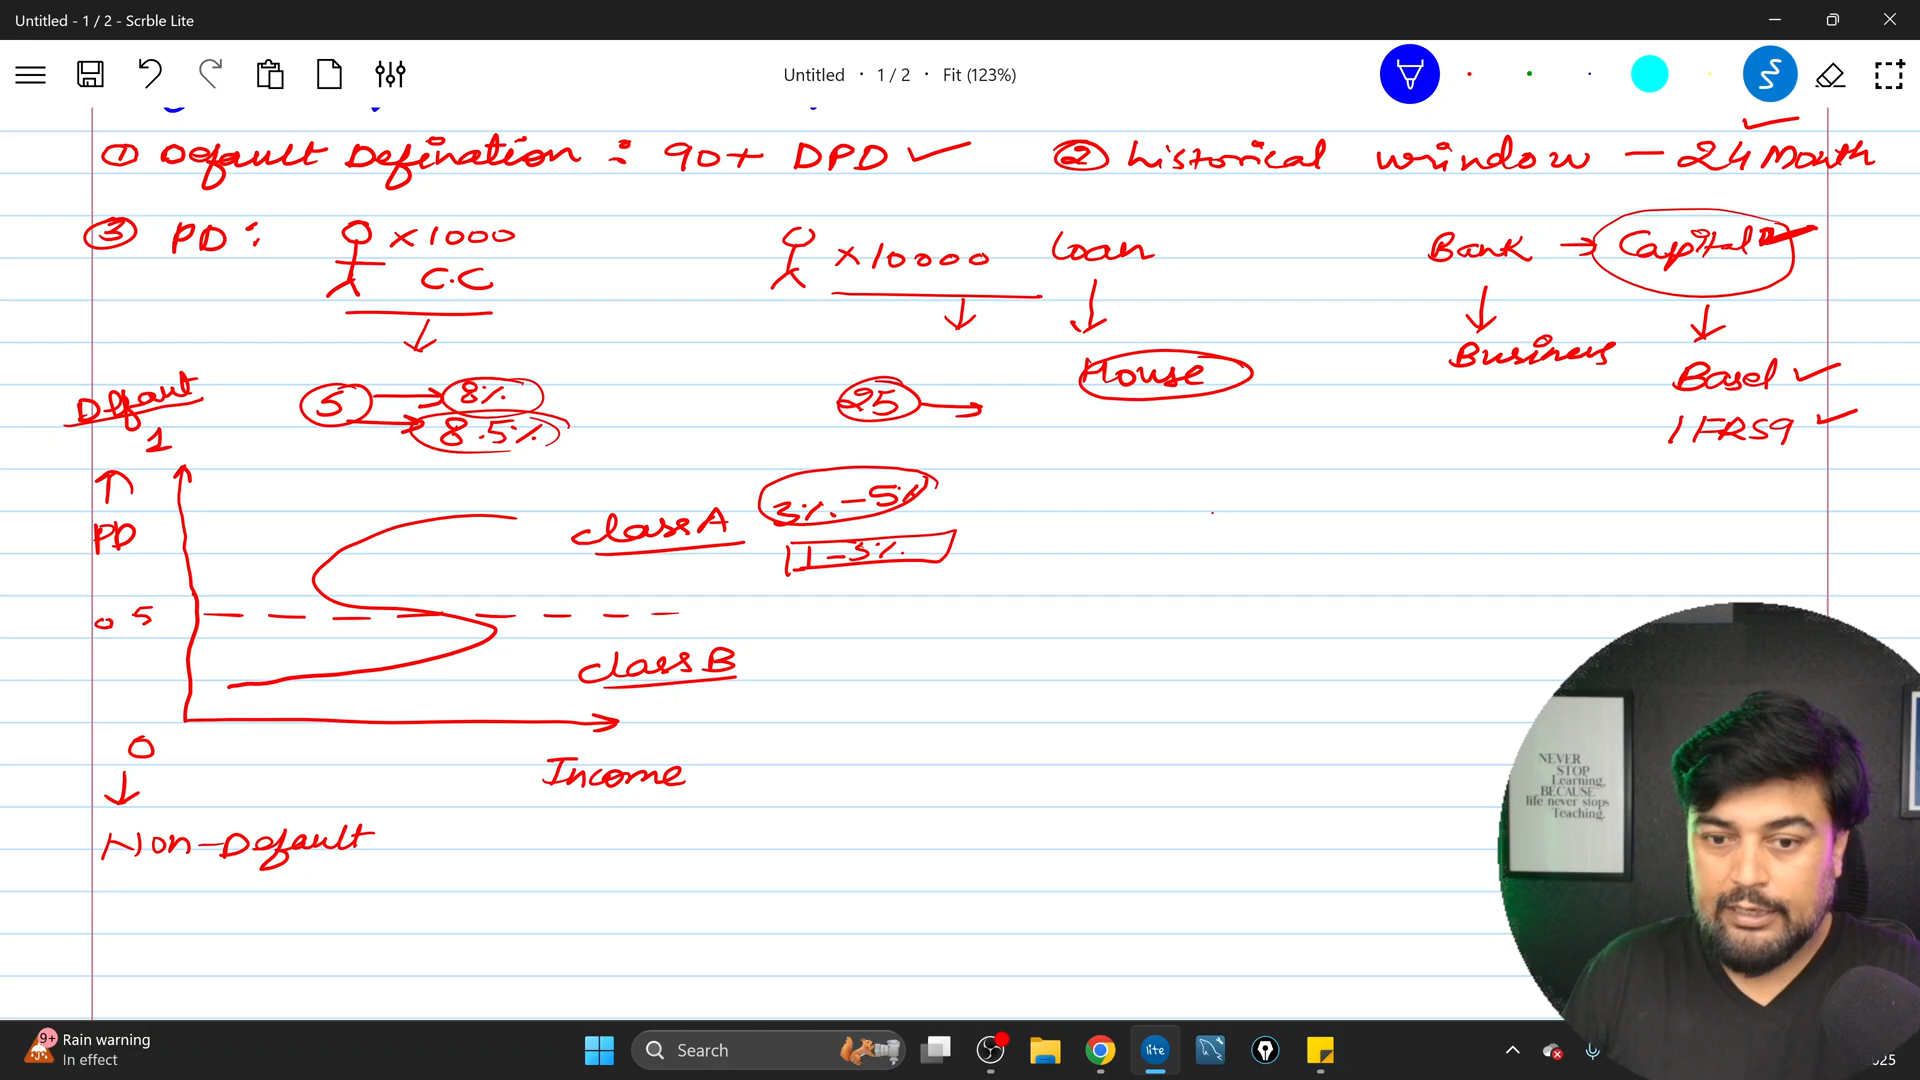 Untitled - 1 / 2 - Scrble Lite
Untitled • 1 / 2 • Fit (123%)
① Default Defination : 90+ DPD ✓ ② historical window – 24 Month
③ PD : x 1000 C.C
x 10000 Loan
Bank → Capital
House
Business
Basel ✓
IFRS9 ✓
Dfault
1
5 → 8%
8.5%
25 →
PD
Class A 3% – 5%
1 – 3%
0 5
Class B
0
Income
Non-Default
NEVER
STOP
Learning,
BECAUSE
life never stops
Teaching.
9+ Rain warning
In effect
Search
lite